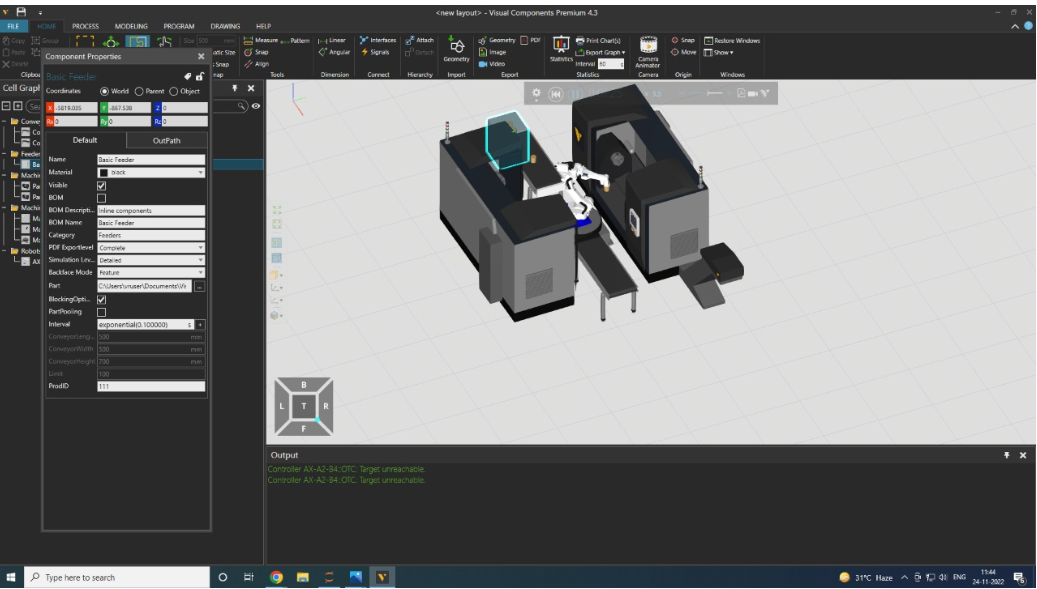 <new layout> - Visual Components Premium 4.3
FILE HOME PROCESS MODELING PROGRAM DRAWING HELP
Copy Group Size 500 mm Measure Pattern Linear Interfaces Attach Geometry PDF Print Chart(s) Snap Restore Windows
Paste Snap Angular Signals Detach Image Export Graph Move Show
Delete Align Geometry Video Statistics Interval 60 s Camera Animator
Tools Dimension Connect Hierarchy Import Export Statistics Camera Origin Windows
Component Properties
Basic Feeder
Coordinates World Parent Object
X -5819.035 Y -867.538 Z 0
Rx 0 Ry 0 Rz 0
Default OutPath
Name Basic Feeder
Material black
Visible
BOM
BOM Descripti... Inline components
BOM Name Basic Feeder
Category Feeders
PDF Exportlevel Complete
Simulation Lev... Detailed
Backface Mode Feature
Part C:\Users\vruser\Documents\Vi ...
BlockingOpti...
PartPooling
Interval exponential(0.100000) s
ConveyorLeng... 500 mm
ConveyorWidth 500 mm
ConveyorHeight 700 mm
Limit 100
ProdID 111
Cell Grap
B
L T R
F
Output
Controller AX-A2-B4::OTC: Target unreachable.
Controller AX-A2-B4::OTC: Target unreachable.
Type here to search
31°C Haze ENG 11:44
24-11-2022